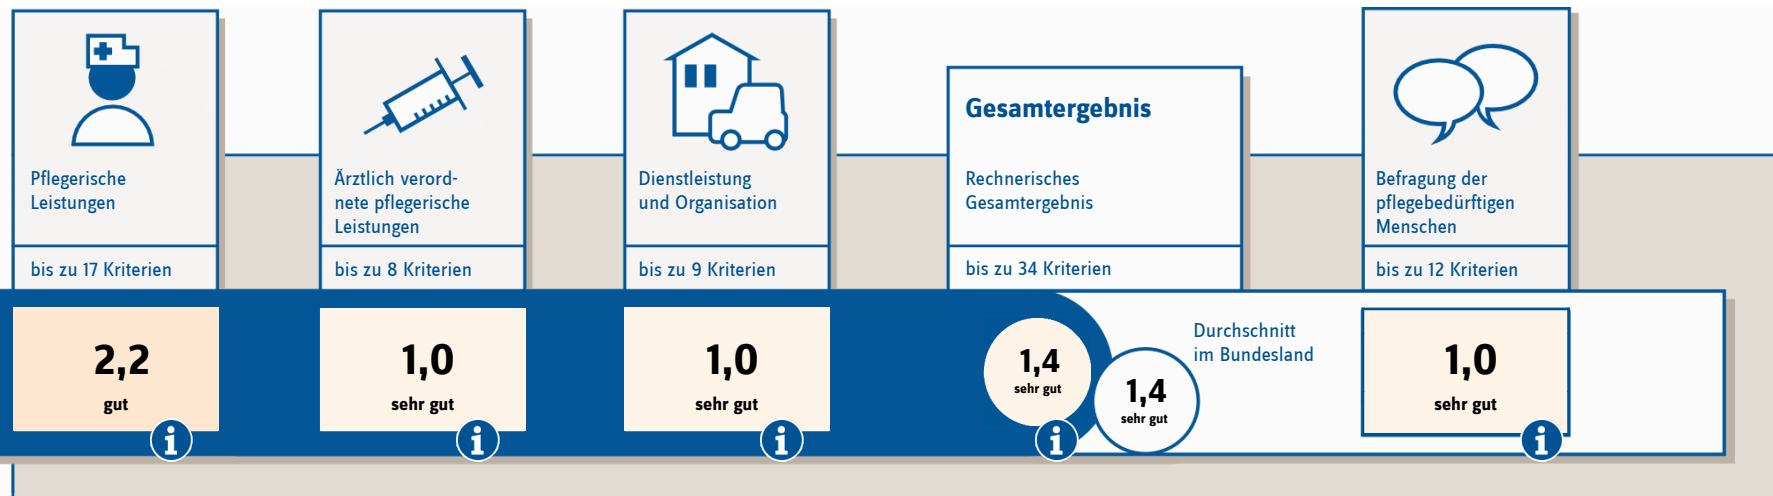 Pflegerische
Leistungen
bis zu 17 Kriterien
2,2
gut
i
Ärztlich verord-
nete pflegerische
Leistungen
bis zu 8 Kriterien
1,0
sehr gut
i
Dienstleistung
und Organisation
bis zu 9 Kriterien
1,0
sehr gut
i
Gesamtergebnis
Rechnerisches
Gesamtergebnis
bis zu 34 Kriterien
1,4
sehr gut
i
1,4
sehr gut
Durchschnitt
im Bundesland
Befragung der
pflegebedürftigen
Menschen
bis zu 12 Kriterien
1,0
sehr gut
i